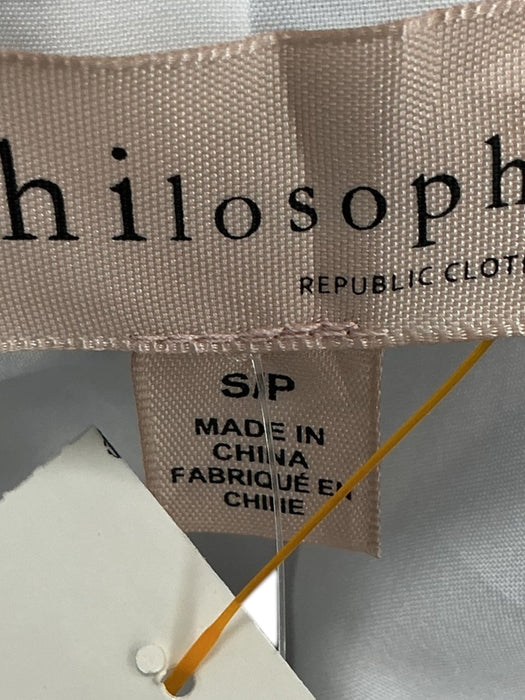 hilosoph
REPUBLIC CLOT
S/P
MADE IN
CHINA
FABRIQUÉ EN
CHINE